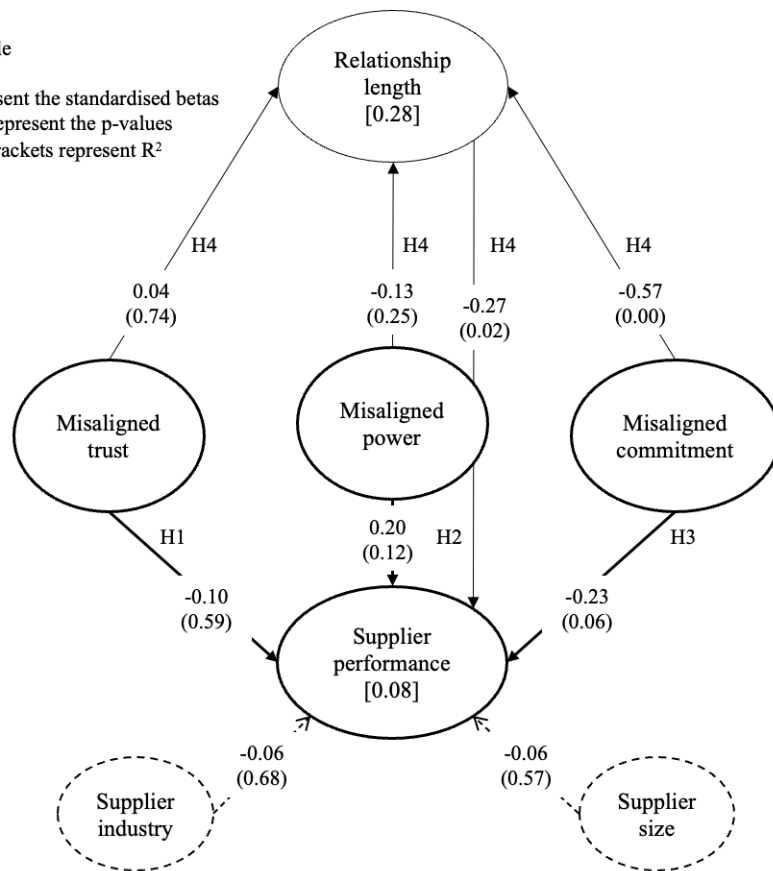 Relationship
length
[0.28]
sent the standardised betas
epresent the p-values
rackets represent R²
H4
H4
H4
H4
0.04
(0.74)
-0.13
(0.25)
-0.27
(0.02)
-0.57
(0.00)
Misaligned
trust
Misaligned
power
Misaligned
commitment
H1
0.20
(0.12)
H2
H3
-0.10
(0.59)
-0.23
(0.06)
Supplier
performance
[0.08]
-0.06
(0.68)
-0.06
(0.57)
Supplier
industry
Supplier
size